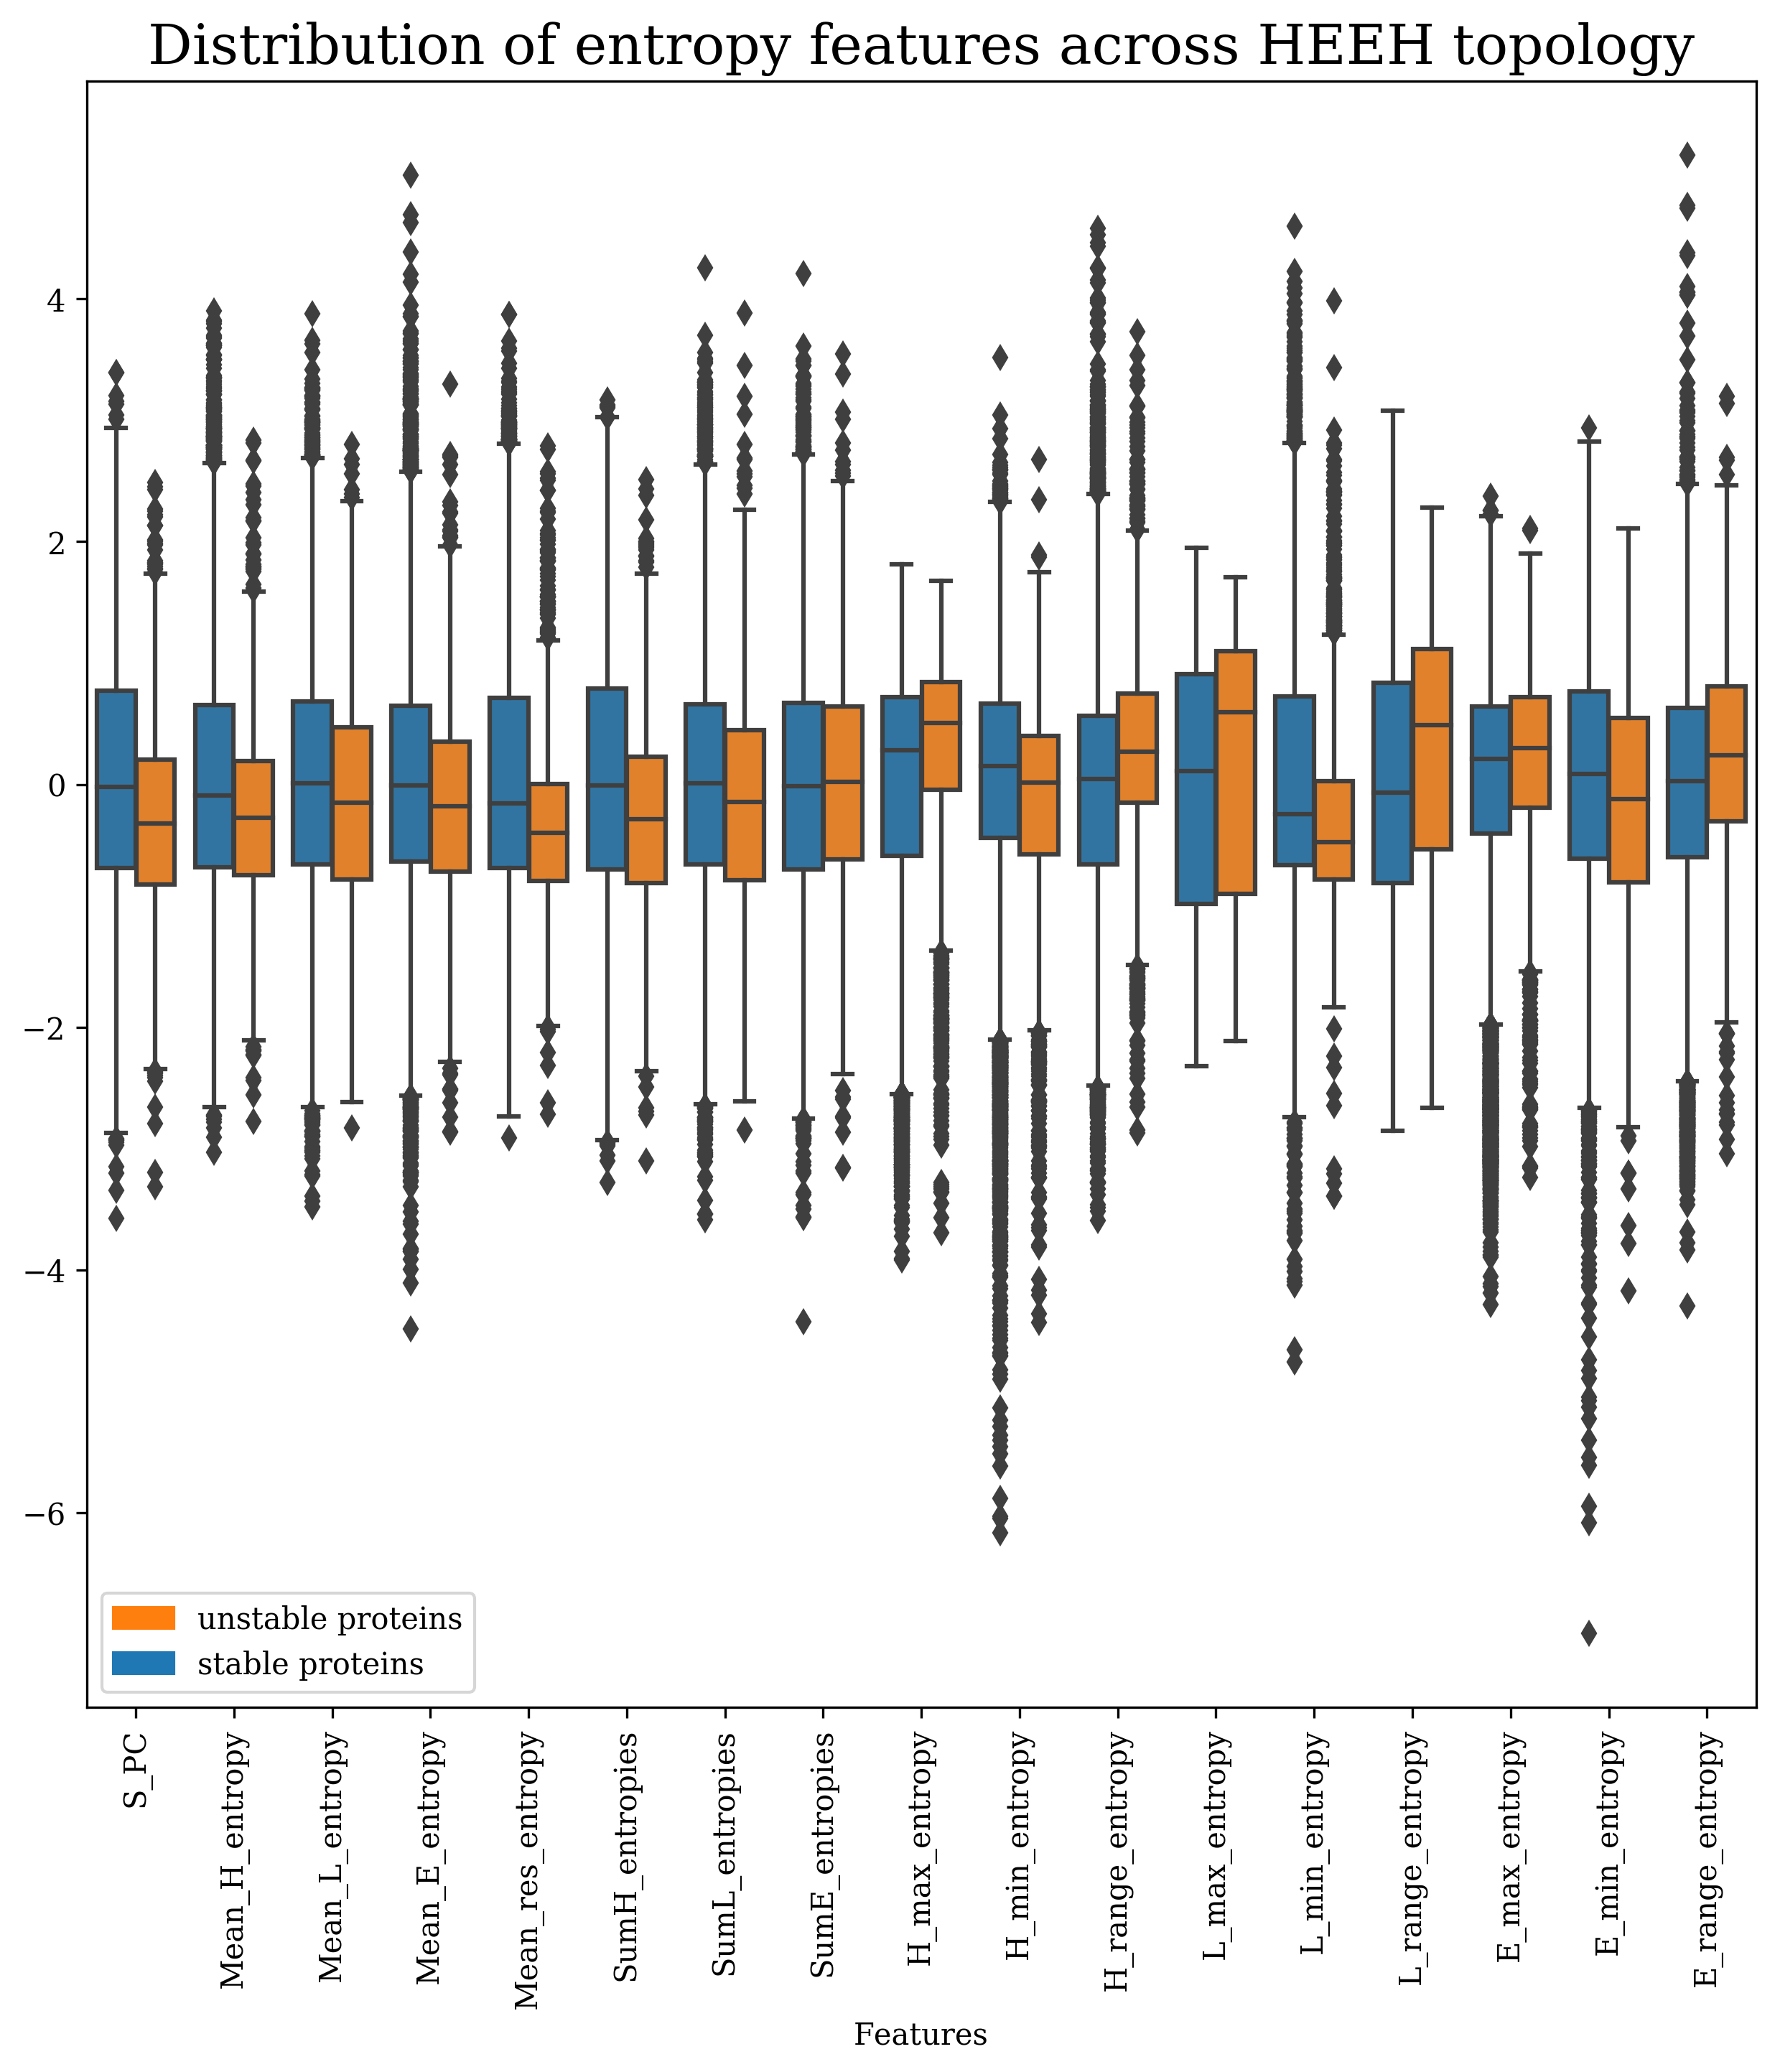 Distribution of entropy features across HEEH topology
4
2
0
−2
−4
−6
unstable proteins
stable proteins
S_PC
Mean_H_entropy
Mean_L_entropy
Mean_E_entropy
Mean_res_entropy
SumH_entropies
SumL_entropies
SumE_entropies
H_max_entropy
H_min_entropy
H_range_entropy
L_max_entropy
L_min_entropy
L_range_entropy
E_max_entropy
E_min_entropy
E_range_entropy
Features